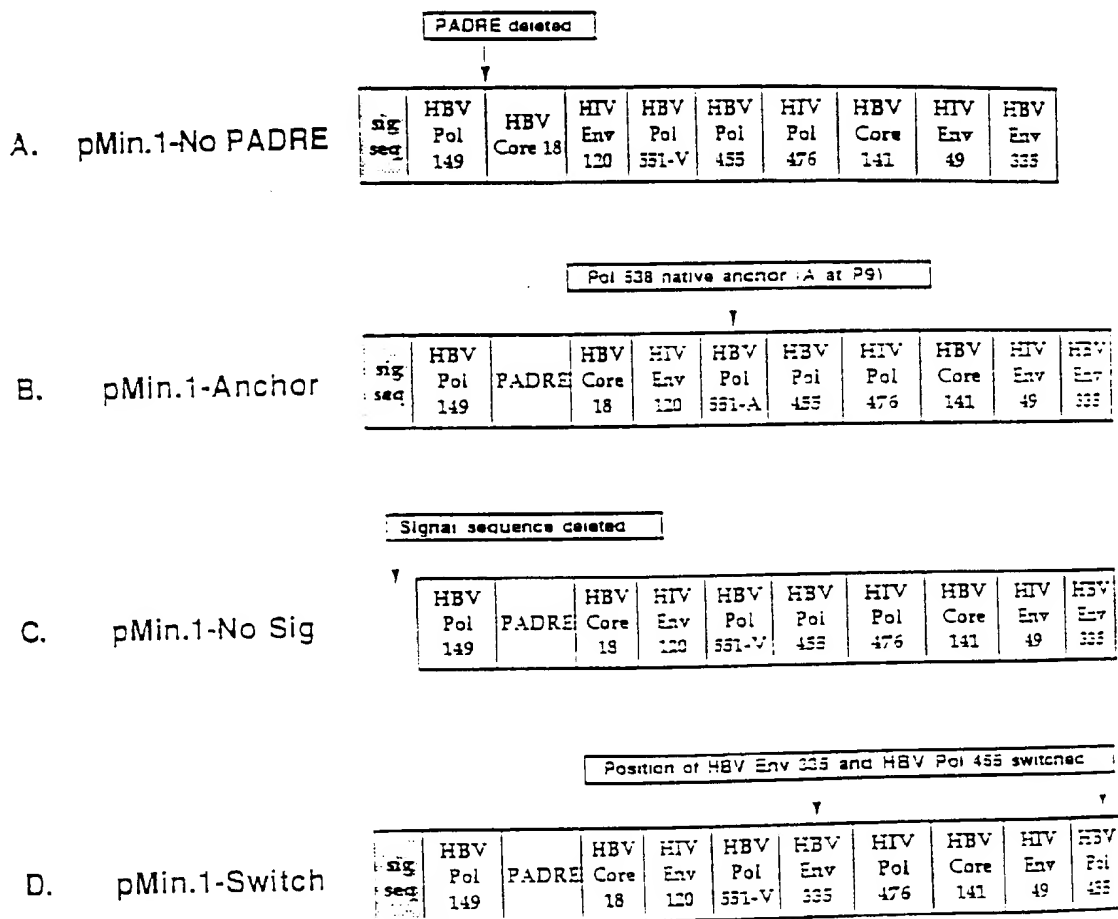 PADRE deleted
A. pMin.1-No PADRE
sig seq
HBV Pol 149
HBV Core 18
HIV Env 120
HBV Pol 551-V
HBV Pol 455
HIV Pol 476
HBV Core 141
HIV Env 49
HBV Env 335
Pol 538 native anchor (A at P9)
B. pMin.1-Anchor
sig seq
HBV Pol 149
PADRE
HBV Core 18
HIV Env 120
HBV Pol 551-A
HBV Pol 455
HIV Pol 476
HBV Core 141
HIV Env 49
HBV Env 335
Signal sequence deleted
C. pMin.1-No Sig
HBV Pol 149
PADRE
HBV Core 18
HIV Env 120
HBV Pol 551-V
HBV Pol 455
HIV Pol 476
HBV Core 141
HIV Env 49
HBV Env 335
Position of HBV Env 335 and HBV Pol 455 switched
D. pMin.1-Switch
sig seq
HBV Pol 149
PADRE
HBV Core 18
HIV Env 120
HBV Pol 551-V
HBV Env 335
HIV Pol 476
HBV Core 141
HIV Env 49
HBV Pol 455